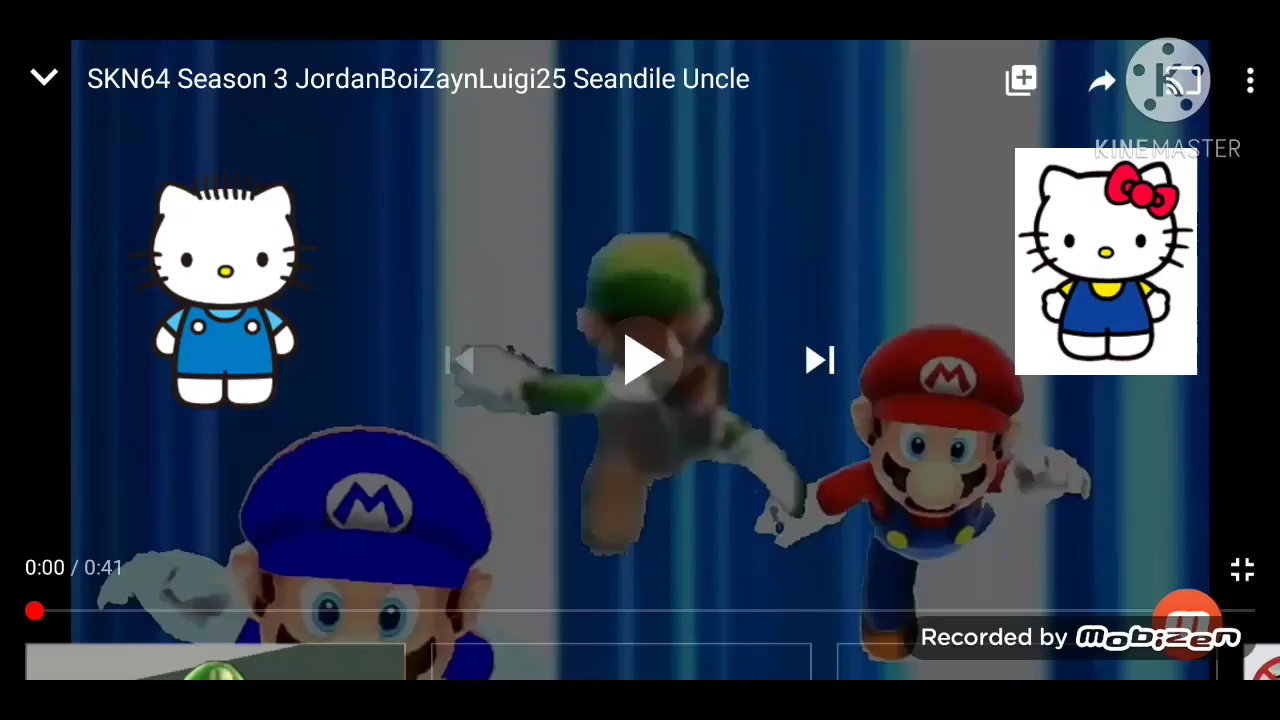 SKN64 Season 3 JordanBoiZaynLuigi25 Seandile Uncle
K
KINEMASTER
M
M
0:00 / 0:41
m
Recorded by mobizen